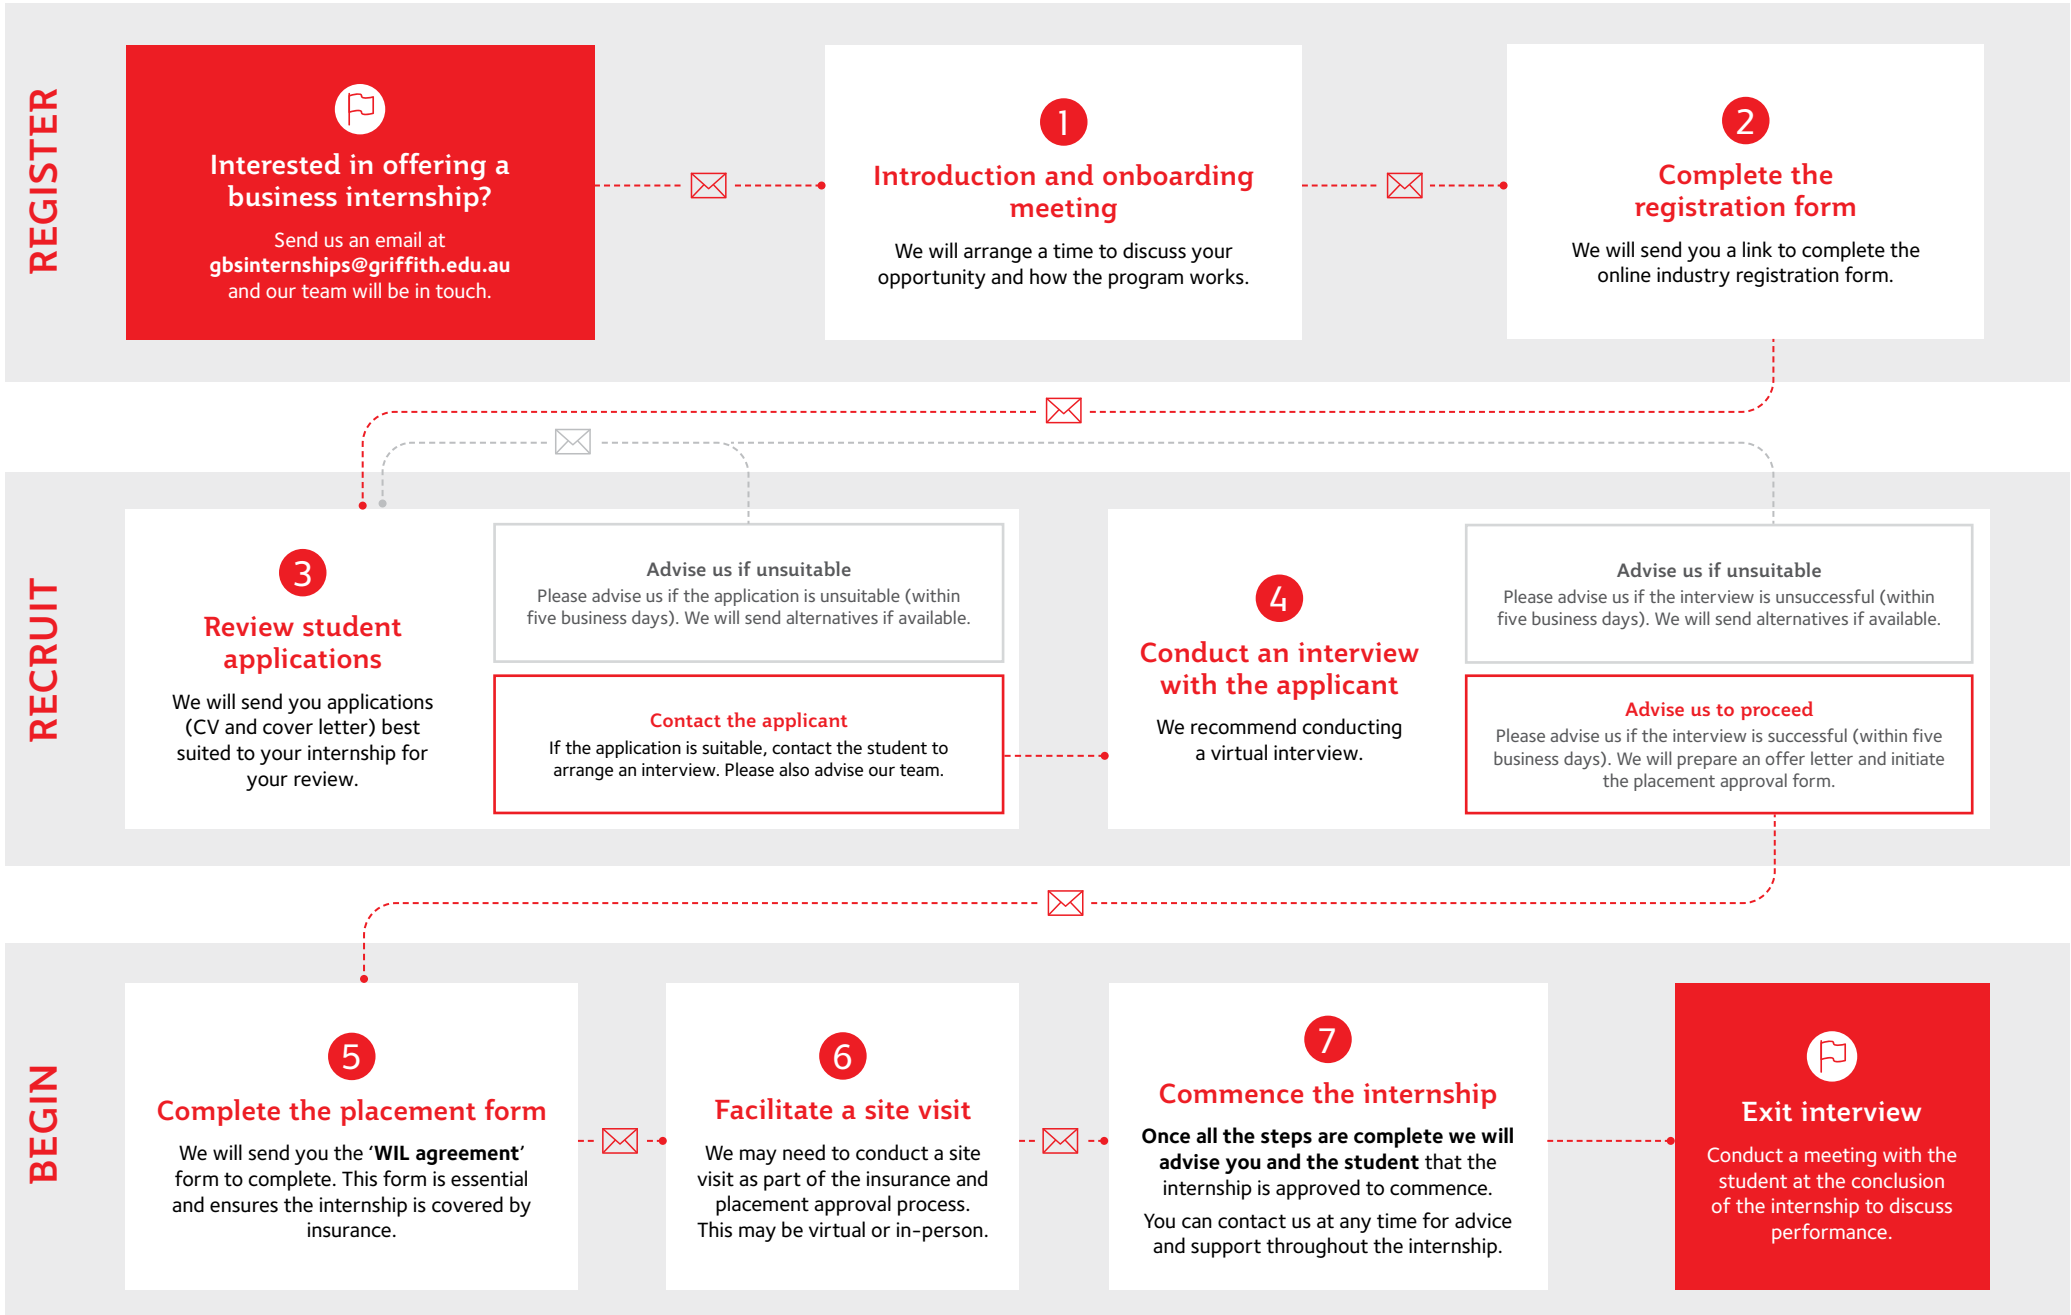 REGISTER
Interested in offering a
business internship?
Send us an email at
gbsinternships@griffith.edu.au
and our team will be in touch.
1
Introduction and onboarding
meeting
We will arrange a time to discuss your
opportunity and how the program works.
2
Complete the
registration form
We will send you a link to complete the
online industry registration form.
RECRUIT
3
Review student
applications
We will send you applications
(CV and cover letter) best
suited to your internship for
your review.
Advise us if unsuitable
Please advise us if the application is unsuitable (within
five business days). We will send alternatives if available.
Contact the applicant
If the application is suitable, contact the student to
arrange an interview. Please also advise our team.
4
Conduct an interview
with the applicant
We recommend conducting
a virtual interview.
Advise us if unsuitable
Please advise us if the interview is unsuccessful (within
five business days). We will send alternatives if available.
Advise us to proceed
Please advise us if the interview is successful (within five
business days). We will prepare an offer letter and initiate
the placement approval form.
BEGIN
5
Complete the placement form
We will send you the ‘WIL agreement’
form to complete. This form is essential
and ensures the internship is covered by
insurance.
6
Facilitate a site visit
We may need to conduct a site
visit as part of the insurance and
placement approval process.
This may be virtual or in-person.
7
Commence the internship
Once all the steps are complete we will
advise you and the student that the
internship is approved to commence.
You can contact us at any time for advice
and support throughout the internship.
Exit interview
Conduct a meeting with the
student at the conclusion
of the internship to discuss
performance.